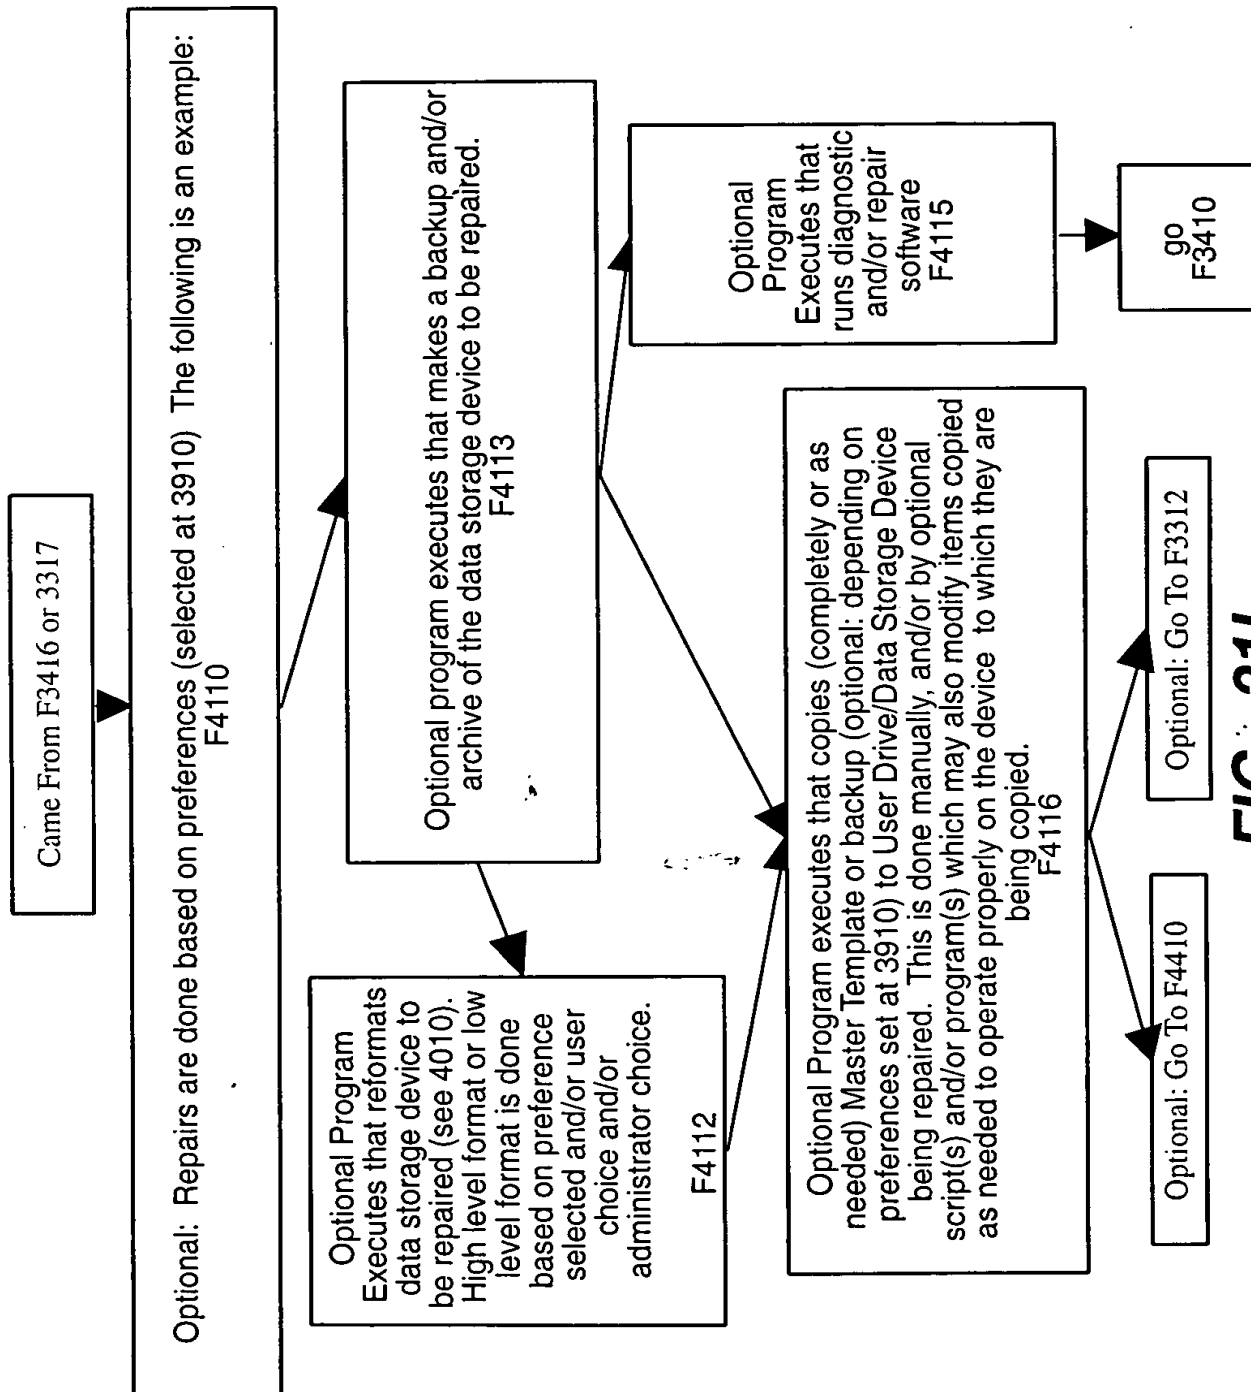 Came From F3416 or 3317
Optional: Repairs are done based on preferences (selected at 3910) The following is an example:
F4110
Optional program executes that makes a backup and/or
archive of the data storage device to be repaired.
F4113
Optional Program
Executes that reformats
data storage device to
be repaired (see 4010).
High level format or low
level format is done
based on preference
selected and/or user
choice and/or
administrator choice.
F4112
Optional
Program
Executes that
runs diagnostic
and/or repair
software
F4115
go
F3410
Optional Program executes that copies (completely or as
needed) Master Template or backup (optional: depending on
preferences set at 3910) to User Drive/Data Storage Device
being repaired. This is done manually, and/or by optional
script(s) and/or program(s) which may also modify items copied
as needed to operate properly on the device to which they are
being copied.
F4116
Optional: Go To F4410
Optional: Go To F3312